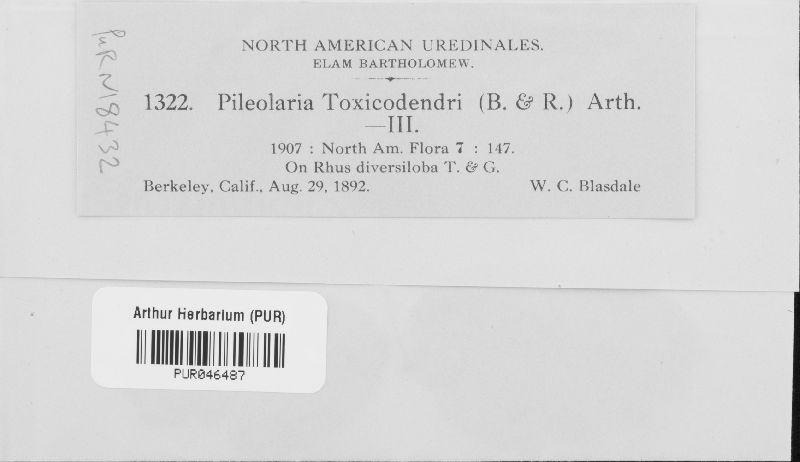 NORTH AMERICAN UREDINALES.
ELAM BARTHOLOMEW.
1322. Pileolaria Toxicodendri (B. & R.) Arth.
—III.
1907 : North Am. Flora 7 : 147.
On Rhus diversiloba T. & G.
Berkeley, Calif., Aug. 29, 1892. W. C. Blasdale
PUR N18432
Arthur Herbarium (PUR)
PUR046487